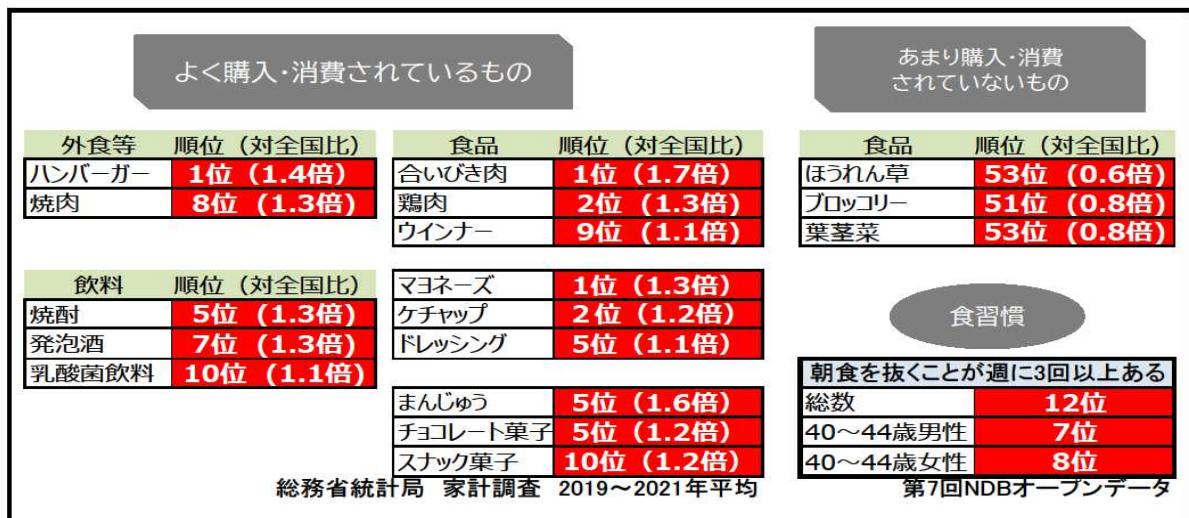 よく購入・消費されているもの
外食等 順位（対全国比）
ハンバーガー 1位（1.4倍）
焼肉 8位（1.3倍）
飲料 順位（対全国比）
焼酎 5位（1.3倍）
発泡酒 7位（1.3倍）
乳酸菌飲料 10位（1.1倍）
食品 順位（対全国比）
合いびき肉 1位（1.7倍）
鶏肉 2位（1.3倍）
ウインナー 9位（1.1倍）
マヨネーズ 1位（1.3倍）
ケチャップ 2位（1.2倍）
ドレッシング 5位（1.1倍）
まんじゅう 5位（1.6倍）
チョコレート菓子 5位（1.2倍）
スナック菓子 10位（1.2倍）
総務省統計局 家計調査 2019～2021年平均
あまり購入・消費
されていないもの
食品 順位（対全国比）
ほうれん草 53位（0.6倍）
ブロッコリー 51位（0.8倍）
葉茎菜 53位（0.8倍）
食習慣
朝食を抜くことが週に3回以上ある
総数 12位
40～44歳男性 7位
40～44歳女性 8位
第7回NDBオープンデータ